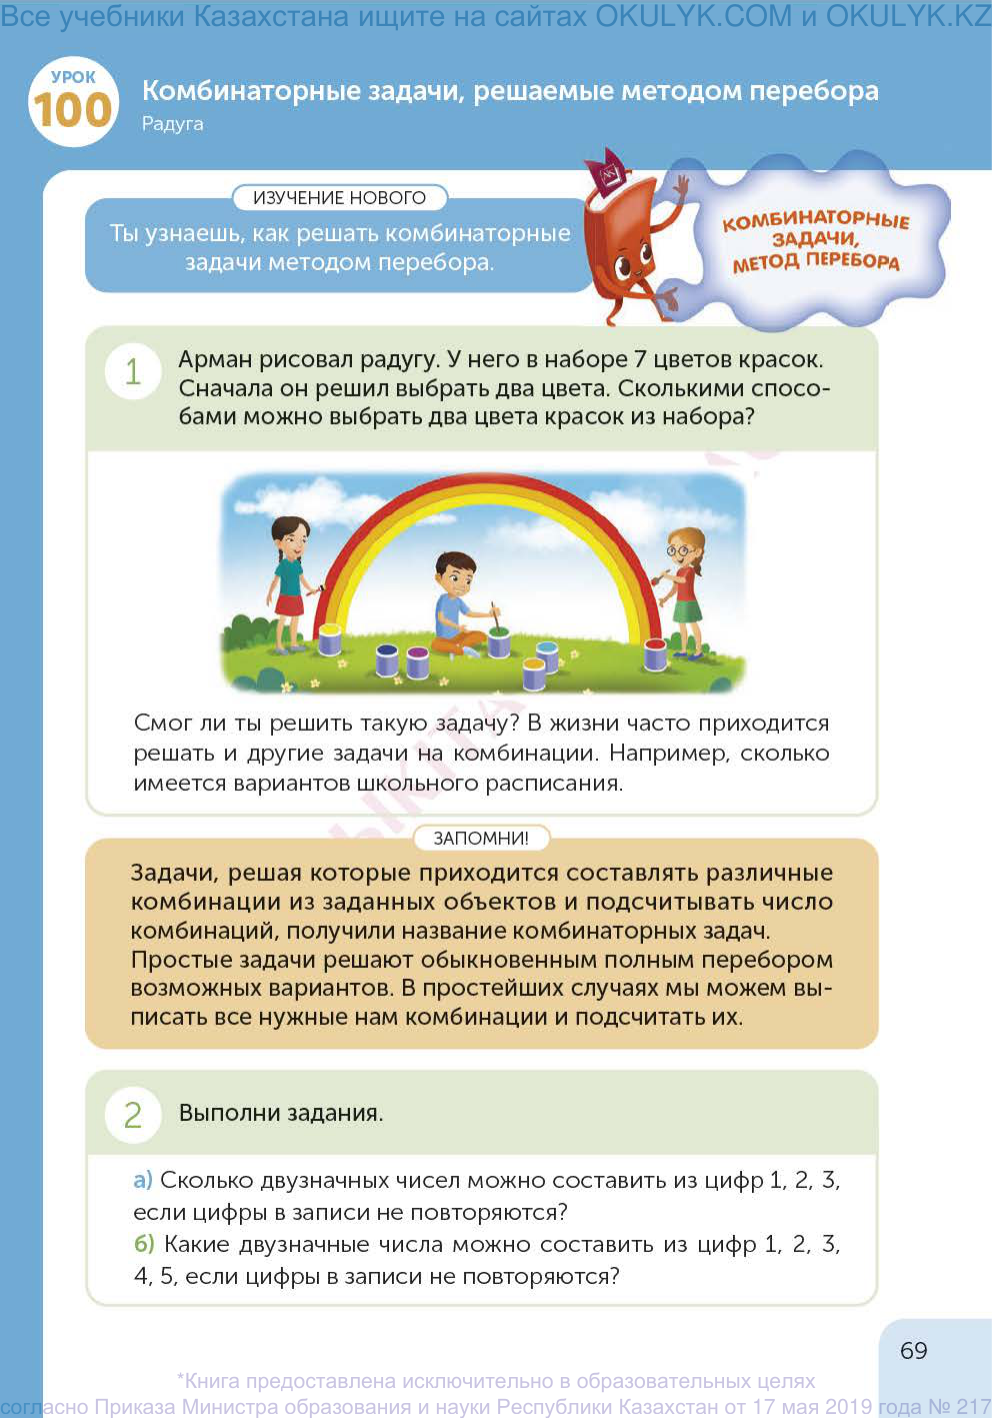 Все учебники Казахстана ищите на сайтах OKULYK.COM и OKULYK.KZ
УРОК
100
Комбинаторные задачи, решаемые методом перебора
Радуга
ИЗУЧЕНИЕ НОВОГО
Ты узнаешь, как решать комбинаторные
задачи методом перебора.
КОМБИНАТОРНЫЕ
ЗАДАЧИ,
МЕТОД ПЕРЕБОРА
1
Арман рисовал радугу. У него в наборе 7 цветов красок.
Сначала он решил выбрать два цвета. Сколькими спосо-
бами можно выбрать два цвета красок из набора?
Смог ли ты решить такую задачу? В жизни часто приходится
решать и другие задачи на комбинации. Например, сколько
имеется вариантов школьного расписания.
ЗАПОМНИ!
Задачи, решая которые приходится составлять различные
комбинации из заданных объектов и подсчитывать число
комбинаций, получили название комбинаторных задач.
Простые задачи решают обыкновенным полным перебором
возможных вариантов. В простейших случаях мы можем вы-
писать все нужные нам комбинации и подсчитать их.
2
Выполни задания.
а) Сколько двузначных чисел можно составить из цифр 1, 2, 3,
если цифры в записи не повторяются?
б) Какие двузначные числа можно составить из цифр 1, 2, 3,
4, 5, если цифры в записи не повторяются?
69
*Книга предоставлена исключительно в образовательных целях
согласно Приказа Министра образования и науки Республики Казахстан от 17 мая 2019 года № 217